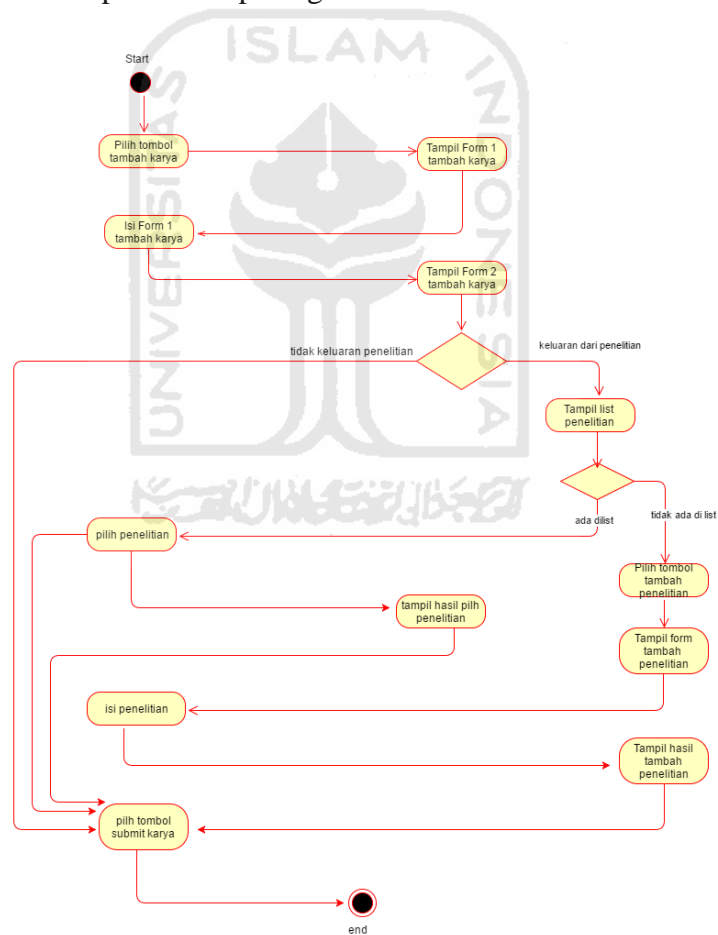 ISLAM
UNIVERSITAS
INDONESIA
Start
Pilih tombol
tambah karya
Tampil Form 1
tambah karya
Isi Form 1
tambah karya
Tampil Form 2
tambah karya
tidak keluaran penelitian
keluaran dari penelitian
Tampil list
penelitian
ada dilist
tidak ada di list
pilih penelitian
Pilih tombol
tambah
penelitian
tampil hasil pilh
penelitian
Tampil form
tambah
penelitian
isi penelitian
Tampil hasil
tambah
penelitian
pilh tombol
submit karya
end